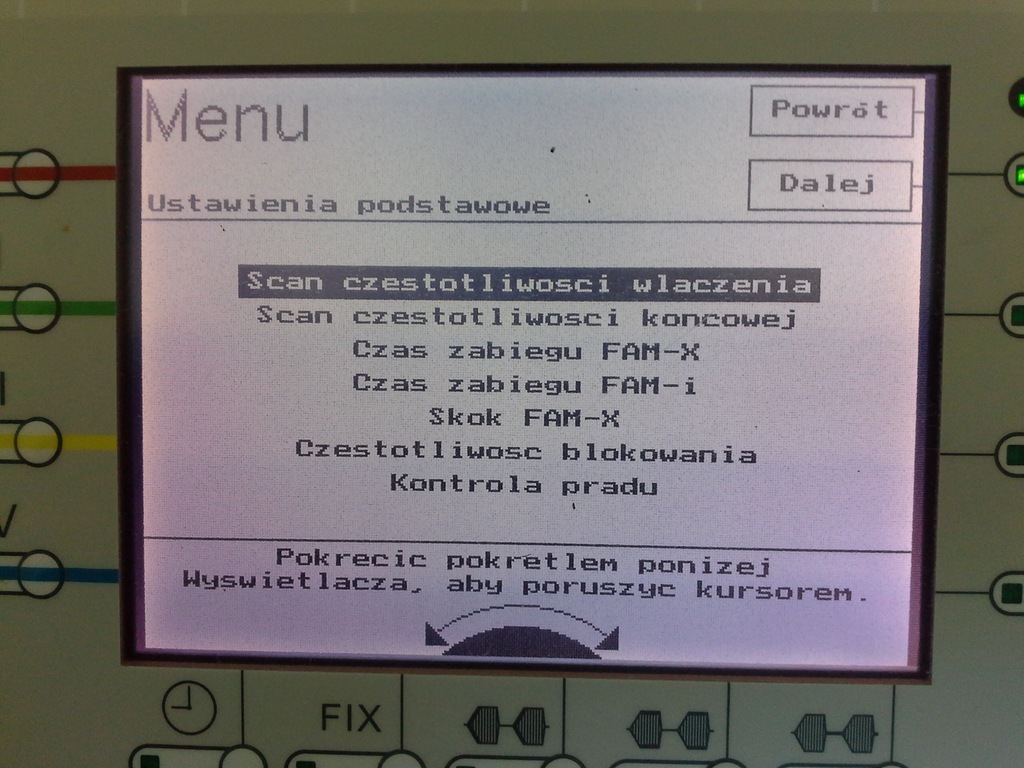 Menu
Powrót
Dalej
Ustawienia podstawowe
Scan czestotliwosci wlaczenia
Scan czestotliwosci koncowej
Czas zabiegu FAM-X
Czas zabiegu FAM-i
Skok FAM-X
Czestotliwosc blokowania
Kontrola pradu
Pokrecic pokretlem ponizej
Wyswietlacza, aby poruszyc kursorem.
I
V
FIX